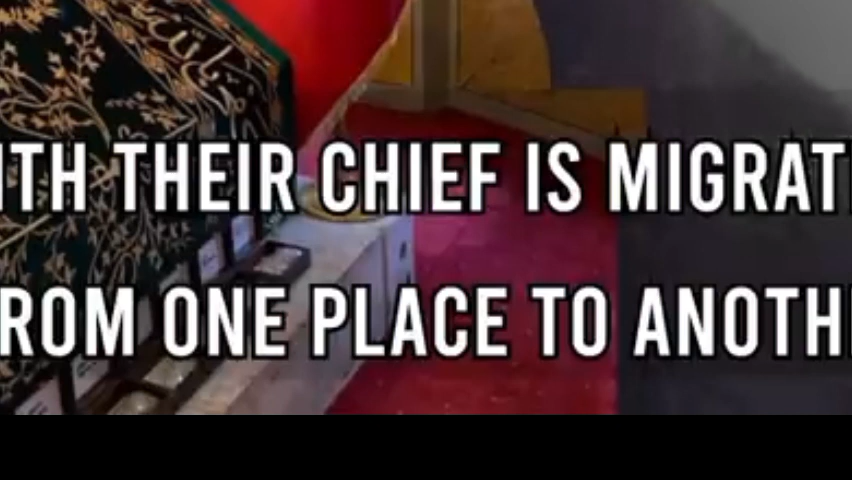 ITH THEIR CHIEF IS MIGRAT
ROM ONE PLACE TO ANOTH